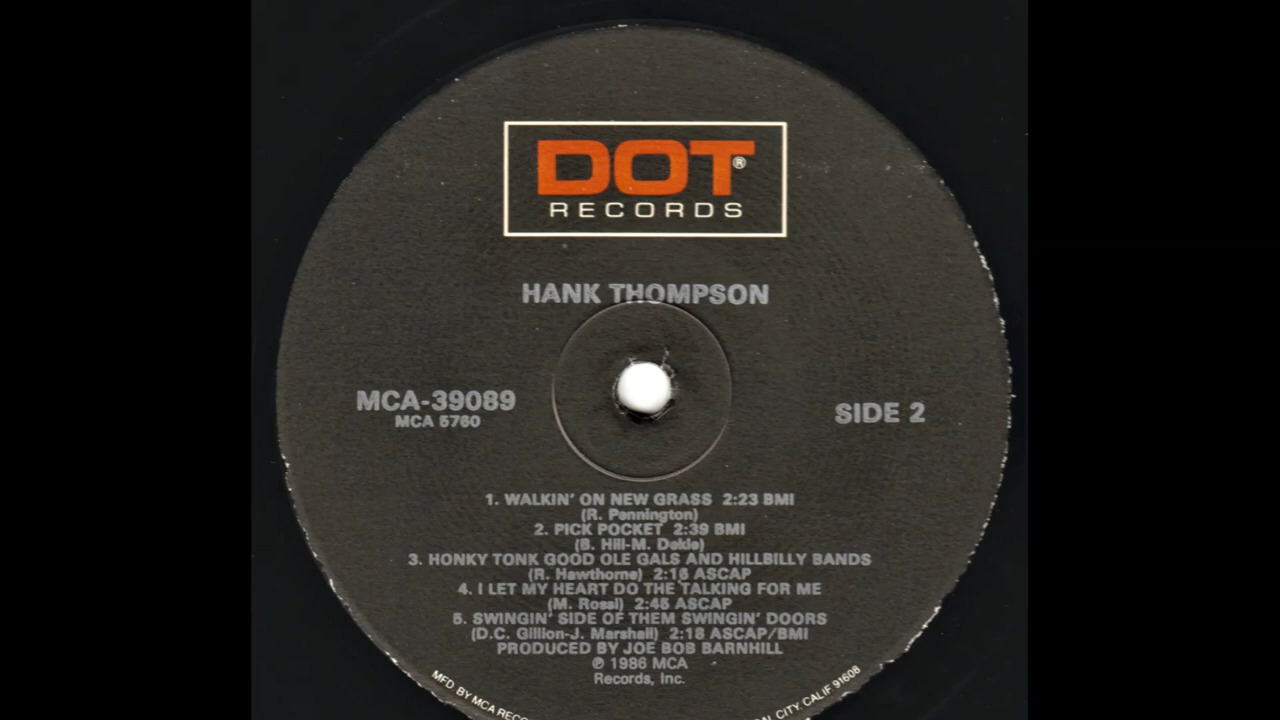 DOT®
RECORDS
HANK THOMPSON
MCA-39089
MCA 5760
SIDE 2
1. WALKIN' ON NEW GRASS 2:23 BMI
(R. Pennington)
2. PICK POCKET 2:39 BMI
(B. Hill-M. Dekle)
3. HONKY TONK GOOD OLE GALS AND HILLBILLY BANDS
(R. Hawthorne) 2:16 ASCAP
4. I LET MY HEART DO THE TALKING FOR ME
(M. Rossi) 2:45 ASCAP
5. SWINGIN' SIDE OF THEM SWINGIN' DOORS
(D.C. Gillion-J. Marshall) 2:18 ASCAP/BMI
PRODUCED BY JOE BOB BARNHILL
℗ 1986 MCA
Records, Inc.
MFD. BY MCA
CITY, CALIF 91608